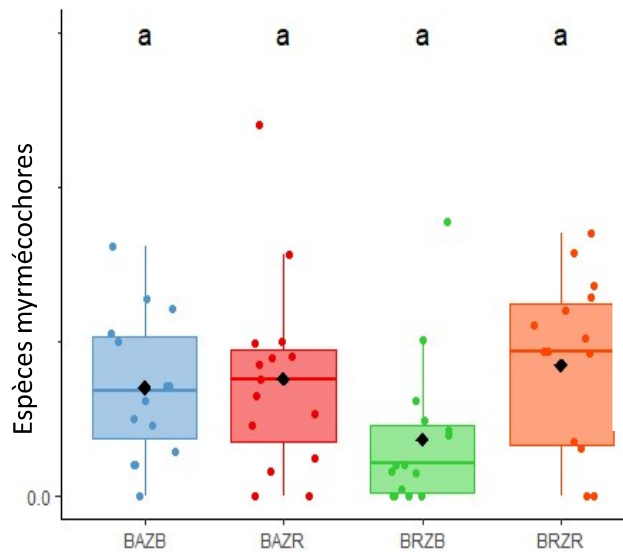 a a a a
Espèces myrmécochores
0.0
BAZB BAZR BRZB BRZR